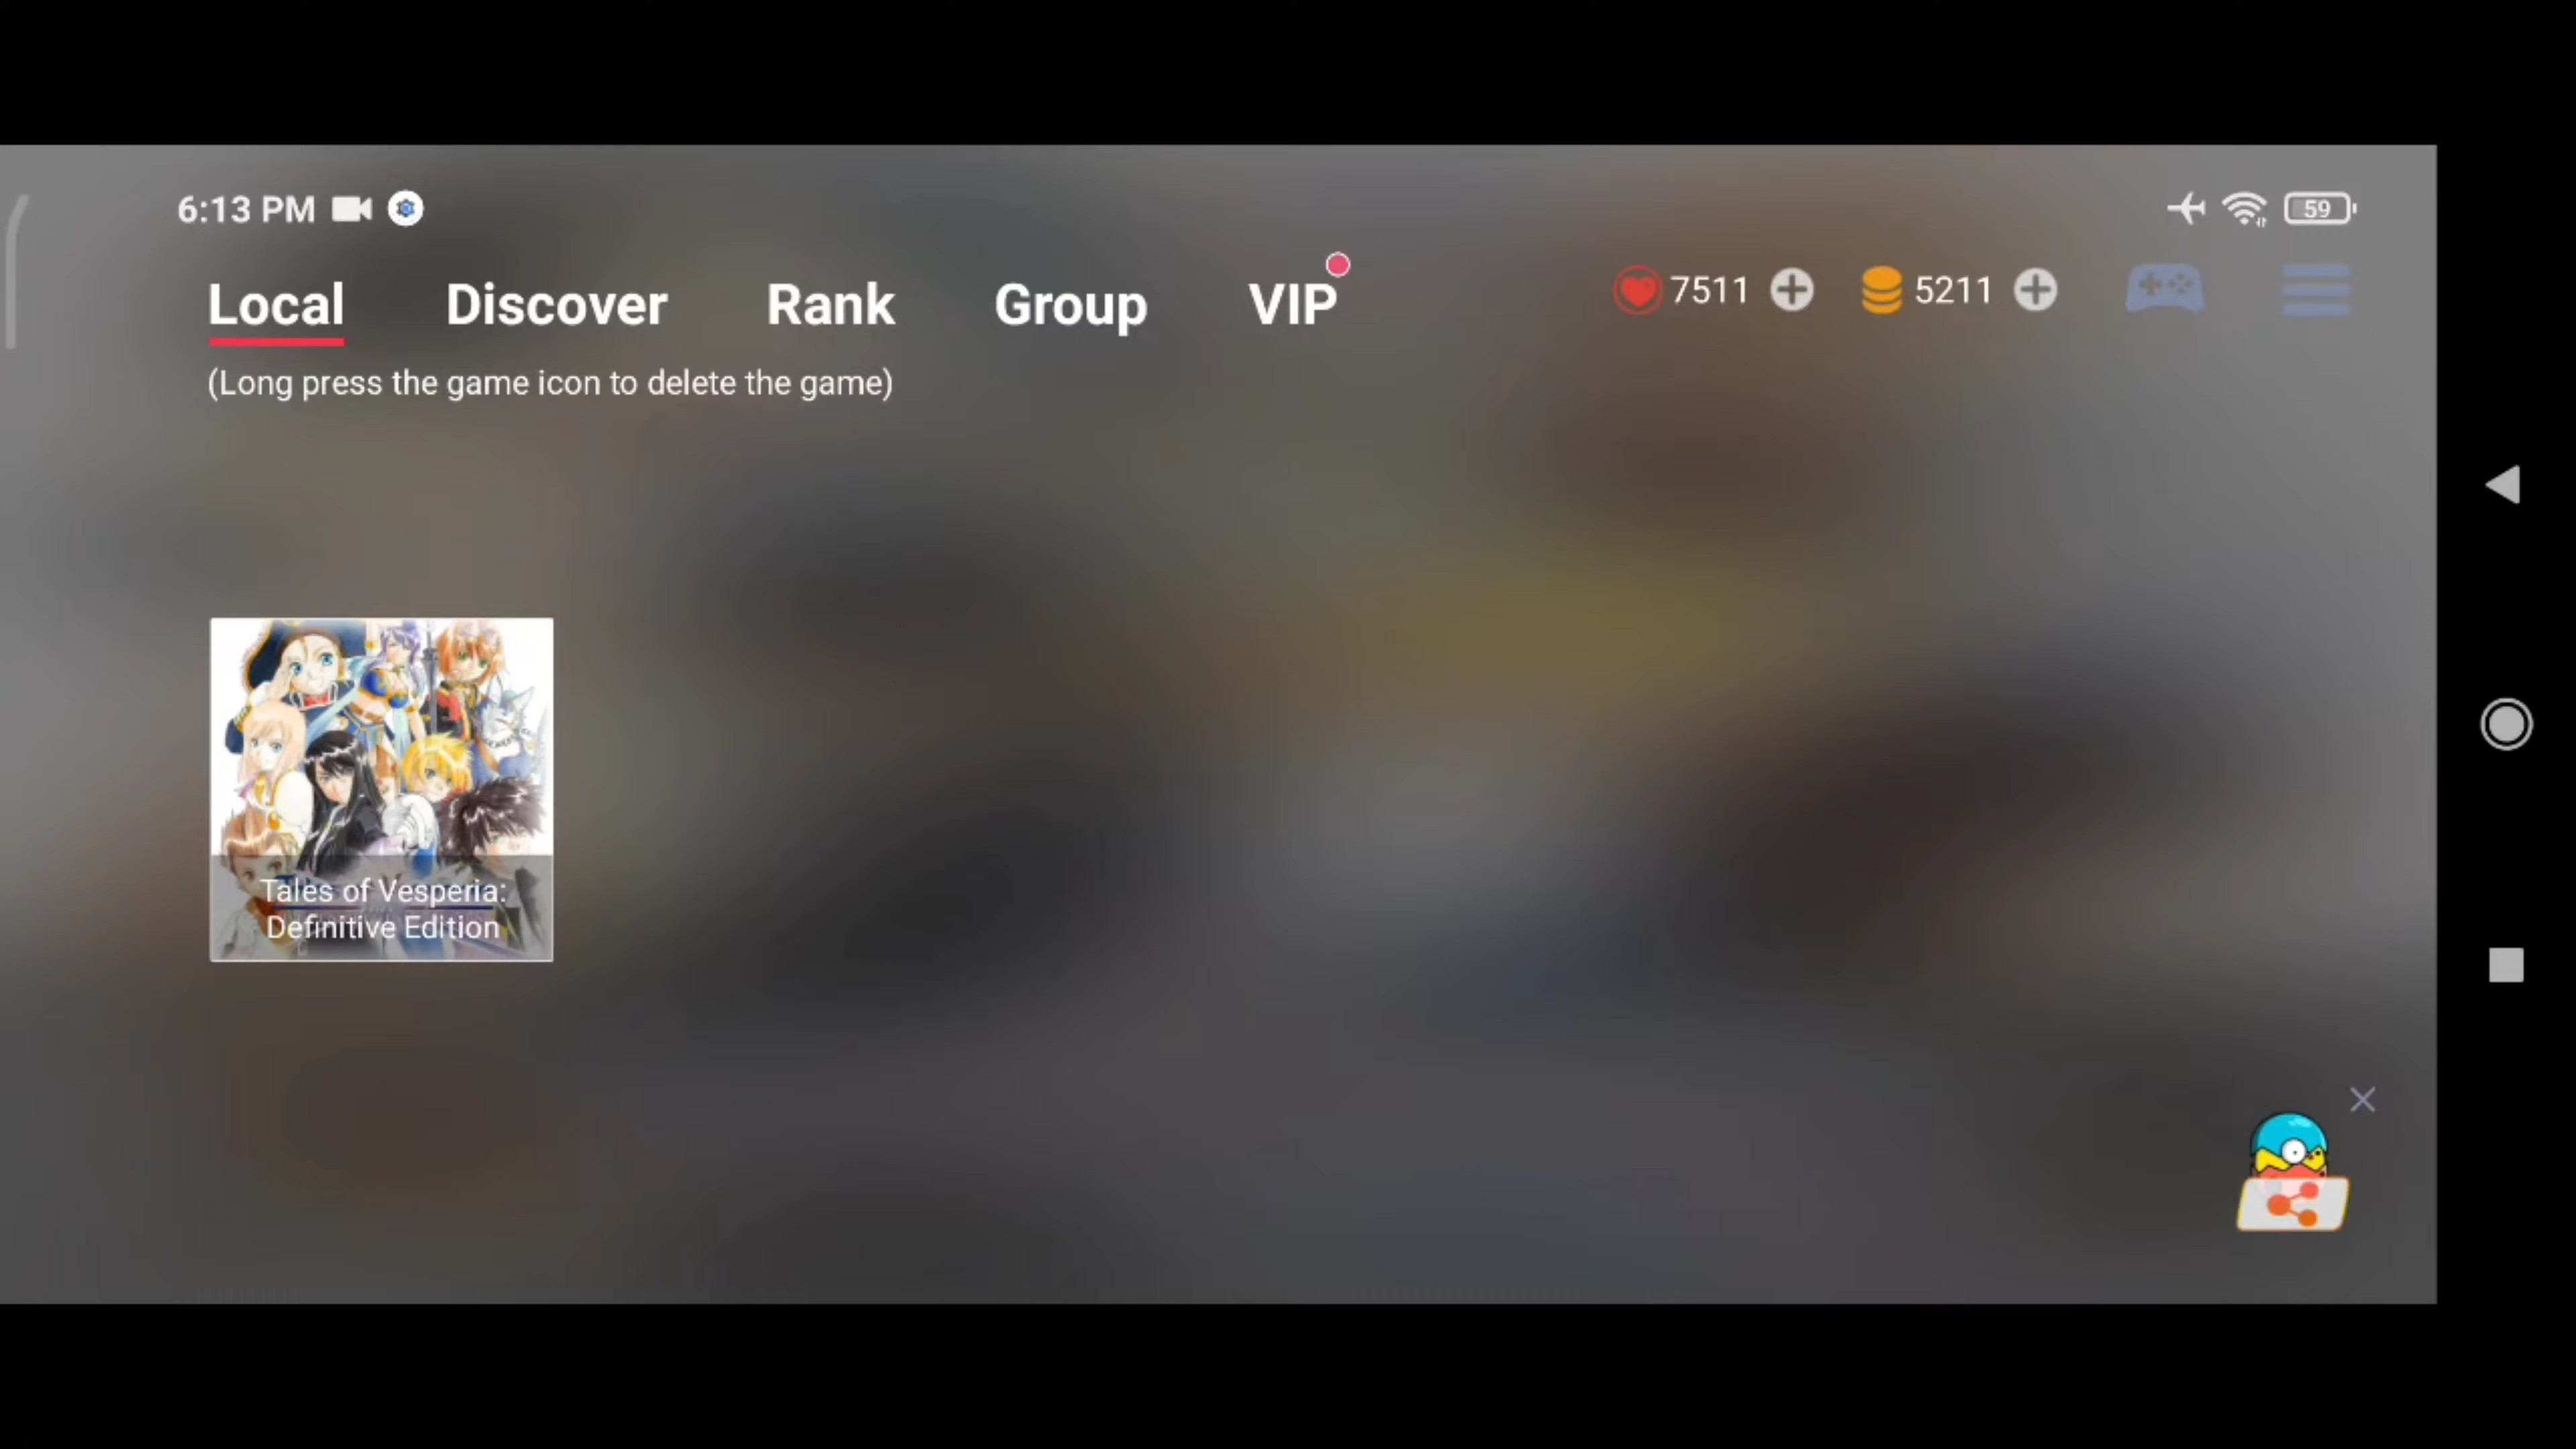 6:13 PM
59
Local Discover Rank Group VIP 7511 5211
(Long press the game icon to delete the game)
Tales of Vesperia:
Definitive Edition